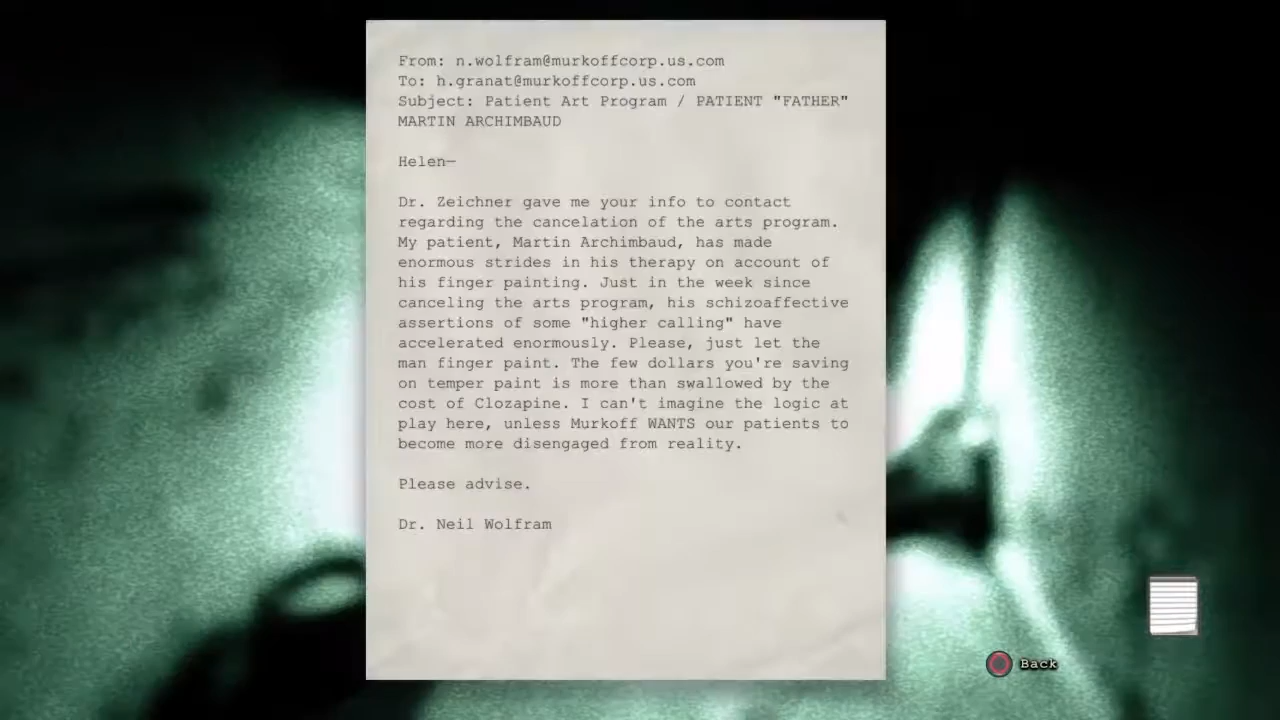 From: n.wolfram@murkoffcorp.us.com
To: h.granat@murkoffcorp.us.com
Subject: Patient Art Program / PATIENT "FATHER"
MARTIN ARCHIMBAUD
Helen—
Dr. Zeichner gave me your info to contact
regarding the cancelation of the arts program.
My patient, Martin Archimbaud, has made
enormous strides in his therapy on account of
his finger painting. Just in the week since
canceling the arts program, his schizoaffective
assertions of some "higher calling" have
accelerated enormously. Please, just let the
man finger paint. The few dollars you're saving
on temper paint is more than swallowed by the
cost of Clozapine. I can't imagine the logic at
play here, unless Murkoff WANTS our patients to
become more disengaged from reality.
Please advise.
Dr. Neil Wolfram
Back